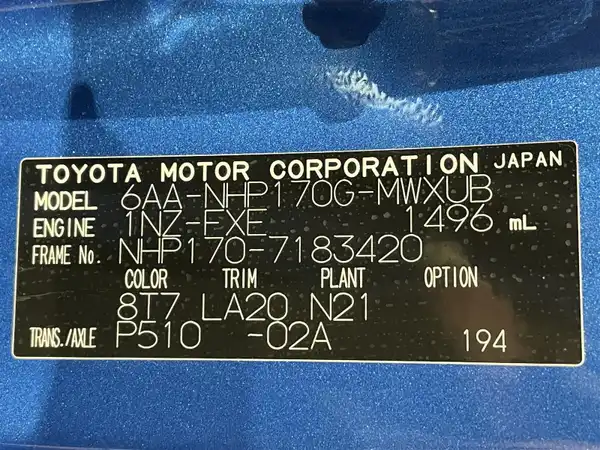 TOYOTA MOTOR CORPORATION JAPAN
MODEL 6AA-NHP170G-MWXUB
ENGINE 1NZ-FXE 1496 mL
FRAME No. NHP170-7183420
COLOR TRIM PLANT OPTION
8T7 LA20 N21
TRANS./AXLE P510 -02A 194